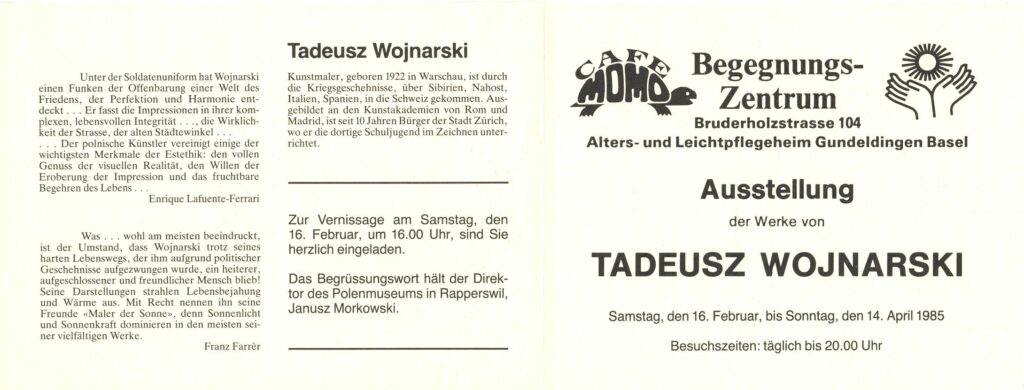 Unter der Soldatenuniform hat Wojnarski
einen Funken der Offenbarung einer Welt des
Friedens, der Perfektion und Harmonie ent-
deckt . . . Er fasst die Impressionen in ihrer kom-
plexen, lebensvollen Integrität . . ., die Wirklich-
keit der Strasse, der alten Städtewinkel . . .
. . . Der polnische Künstler vereinigt einige der
wichtigsten Merkmale der Estethik: den vollen
Genuss der visuellen Realität, den Willen der
Eroberung der Impression und das fruchtbare
Begehren des Lebens . . .
Enrique Lafuente-Ferrari
Was . . . wohl am meisten beeindruckt,
ist der Umstand, dass Wojnarski trotz seines
harten Lebenswegs, der ihm aufgrund politischer
Geschehnisse aufgezwungen wurde, ein heiterer,
aufgeschlossener und freundlicher Mensch blieb!
Seine Darstellungen strahlen Lebensbejahung
und Wärme aus. Mit Recht nennen ihn seine
Freunde «Maler der Sonne», denn Sonnenlicht
und Sonnenkraft dominieren in den meisten sei-
ner vielfältigen Werke.
Franz Farrèr
Tadeusz Wojnarski
Kunstmaler, geboren 1922 in Warschau, ist durch
die Kriegsgeschehnisse, über Sibirien, Nahost,
Italien, Spanien, in die Schweiz gekommen. Aus-
gebildet an den Kunstakademien von Rom und
Madrid, ist seit 10 Jahren Bürger der Stadt Zürich,
wo er die dortige Schuljugend im Zeichnen unter-
richtet.
Zur Vernissage am Samstag, den
16. Februar, um 16.00 Uhr, sind Sie
herzlich eingeladen.
Das Begrüssungswort hält der Direk-
tor des Polenmuseums in Rapperswil,
Janusz Morkowski.
CAFE
MOMO
Begegnungs-
Zentrum
Bruderholzstrasse 104
Alters- und Leichtpflegeheim Gundeldingen Basel
Ausstellung
der Werke von
TADEUSZ WOJNARSKI
Samstag, den 16. Februar, bis Sonntag, den 14. April 1985
Besuchszeiten: täglich bis 20.00 Uhr